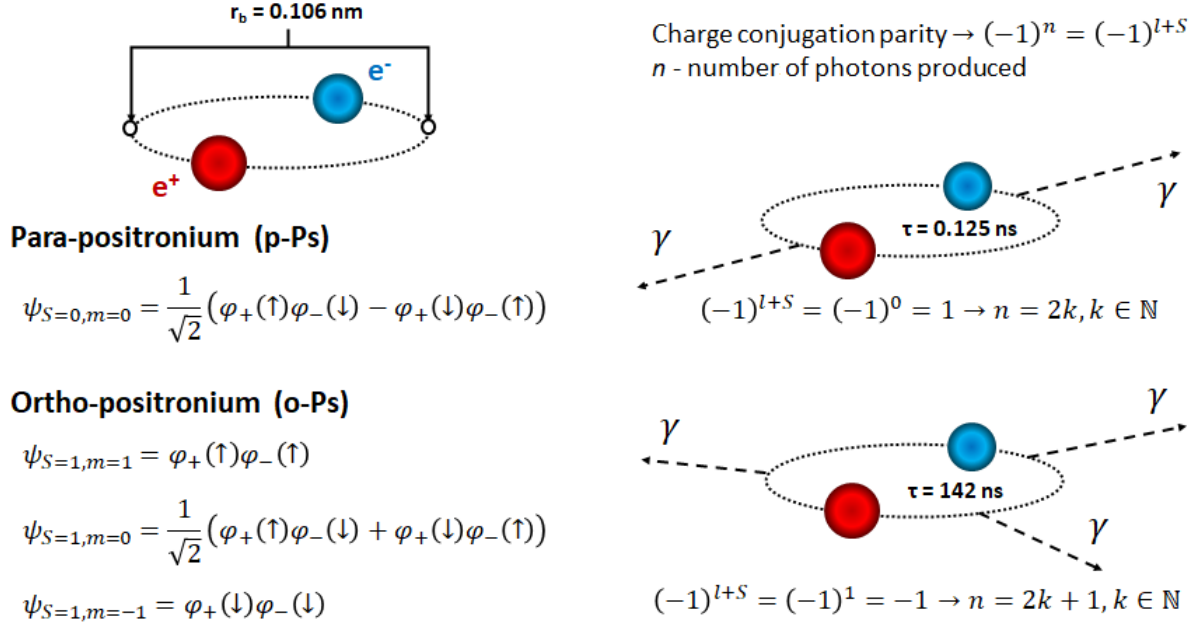 r_b = 0.106 nm
e⁻
e⁺
Para-positronium (p-Ps)
ψ_{S=0,m=0} = 1/√2 (φ₊(↑)φ₋(↓) − φ₊(↓)φ₋(↑))
Ortho-positronium (o-Ps)
ψ_{S=1,m=1} = φ₊(↑)φ₋(↑)
ψ_{S=1,m=0} = 1/√2 (φ₊(↑)φ₋(↓) + φ₊(↓)φ₋(↑))
ψ_{S=1,m=−1} = φ₊(↓)φ₋(↓)
Charge conjugation parity → (−1)ⁿ = (−1)^{l+S}
n - number of photons produced
γ
γ
τ = 0.125 ns
(−1)^{l+S} = (−1)⁰ = 1 → n = 2k, k ∈ ℕ
γ
γ
τ = 142 ns
γ
(−1)^{l+S} = (−1)¹ = −1 → n = 2k + 1, k ∈ ℕ